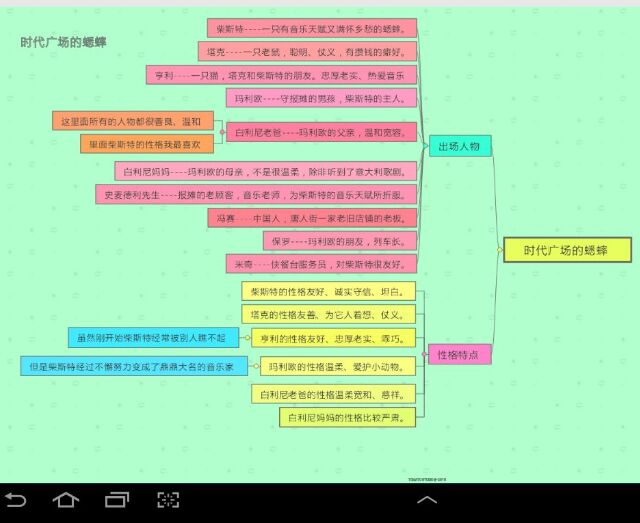 时代广场的蟋蟀
柴斯特----一只有音乐天赋又满怀乡愁的蟋蟀。
塔克----一只老鼠，聪明、仗义，有攒钱的癖好。
亨利----一只猫，塔克和柴斯特的朋友。忠厚老实、热爱音乐
玛利欧----守报摊的男孩，柴斯特的主人。
这里面所有的人物都很善良、温和
里面柴斯特的性格我最喜欢
白利尼老爸----玛利欧的父亲，温和宽容。
出场人物
白利尼妈妈----玛利欧的母亲，不是很温柔，除非听到了意大利歌剧。
史麦德利先生----报摊的老顾客，音乐老师，为柴斯特的音乐天赋所折服。
冯赛----中国人，唐人街一家老旧店铺的老板。
保罗----玛利欧的朋友，列车长。
时代广场的蟋蟀
米奇----快餐台服务员，对柴斯特很友好。
柴斯特的性格友好、诚实守信、坦白。
塔克的性格友善、为它人着想、仗义。
虽然刚开始柴斯特经常被别人瞧不起
亨利的性格友好、忠厚老实、乖巧。
性格特点
但是柴斯特经过不懈努力变成了鼎鼎大名的音乐家
玛利欧的性格温柔、爱护小动物。
白利尼老爸的性格温柔宽和、慈祥。
白利尼妈妈的性格比较严肃。